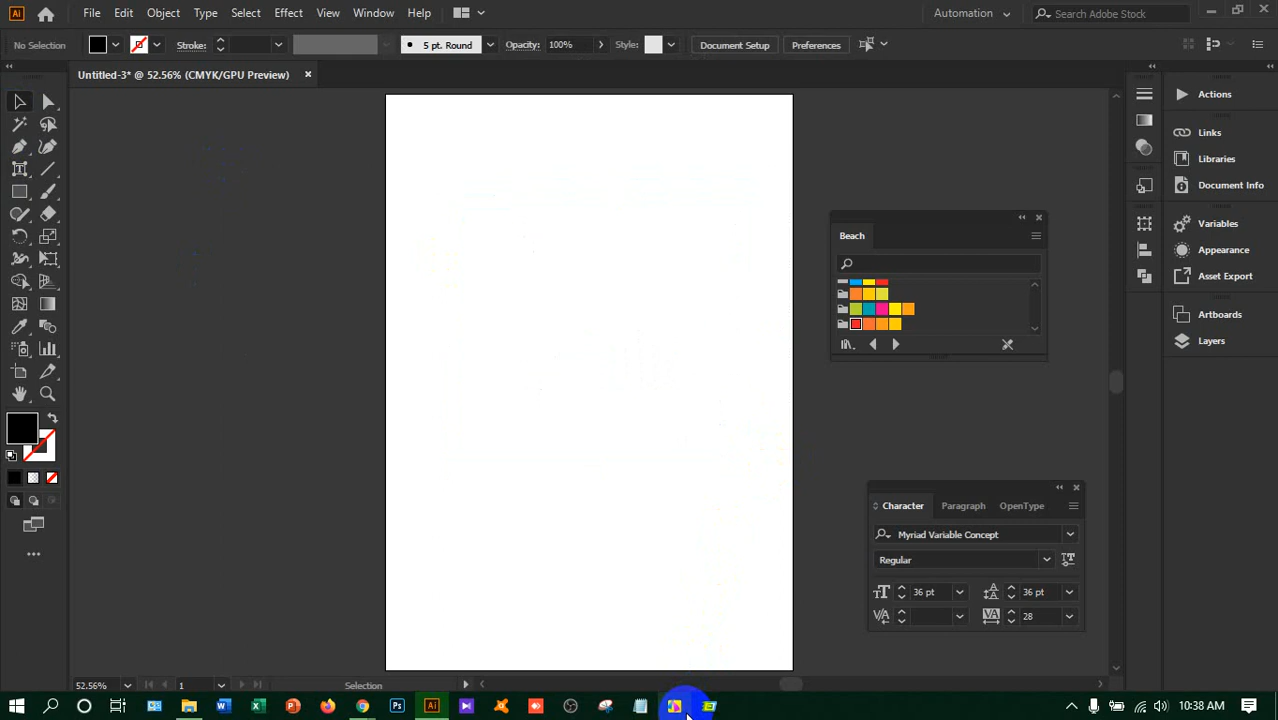 Ai File Edit Object Type Select Effect View Window Help Automation Search Adobe Stock
No Selection Stroke: 5 pt. Round Opacity: 100% Style: Document Setup Preferences
Untitled-3* @ 52.56% (CMYK/GPU Preview)
Actions
Links
Libraries
Document Info
Variables
Appearance
Asset Export
Artboards
Layers
Beach
Character Paragraph OpenType
Myriad Variable Concept
Regular
36 pt 36 pt
28
52.56% 1 Selection
10:38 AM